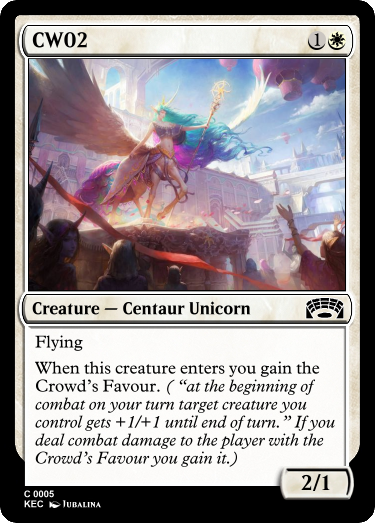 CW02 1
Creature — Centaur Unicorn
Flying
When this creature enters you gain the
Crowd's Favour. ( “at the beginning of
combat on your turn target creature you
control gets +1/+1 until end of turn.” If you
deal combat damage to the player with the
Crowd's Favour you gain it.)
2/1
C 0005
KEC JUBALINA